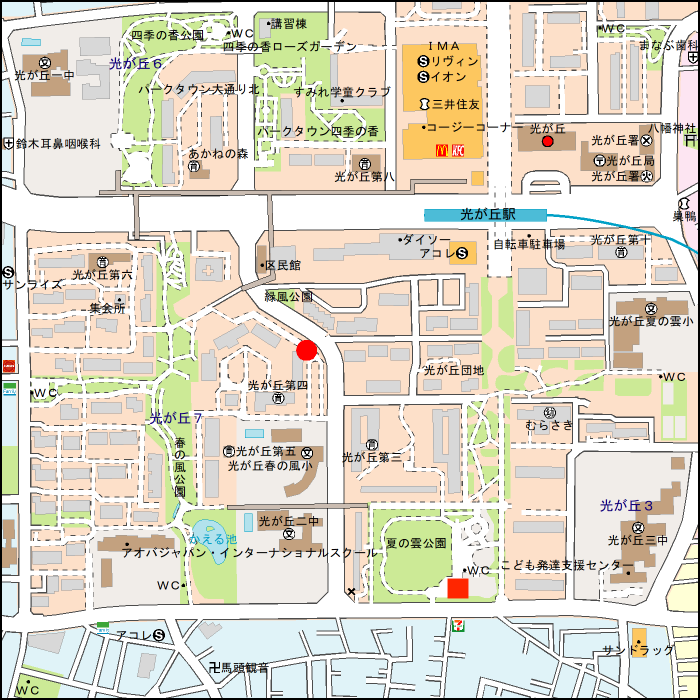 講習棟
四季の香公園
WC
四季の香ローズガーデン
IMA
Ⓢリヴィン
Ⓢイオン
WC
まなぶ歯科
光が丘一中
光が丘6
パークタウン大通り北
すみれ学童クラブ
三井住友
パークタウン四季の香
コージーコーナー
光が丘
八幡神社
光が丘署
鈴木耳鼻咽喉科
あかねの森
光が丘第八
KFC
光が丘局
光が丘署
光が丘駅
巣鴨
ダイソー
アコレⓈ
自転車駐車場
光が丘第十
区民館
光が丘第六
Ⓢ
サンライズ
緑風公園
集会所
光が丘夏の雲小
WC
光が丘第四
光が丘団地
WC
光が丘7
むらさき
春の風公園
光が丘第五
光が丘春の風小
光が丘第三
光が丘3
かえる池
光が丘二中
夏の雲公園
光が丘三中
アオバジャパン・インターナショナルスクール
WC
こども発達支援センター
WC
アコレⓈ
馬頭観音
サンドラッグ
WC